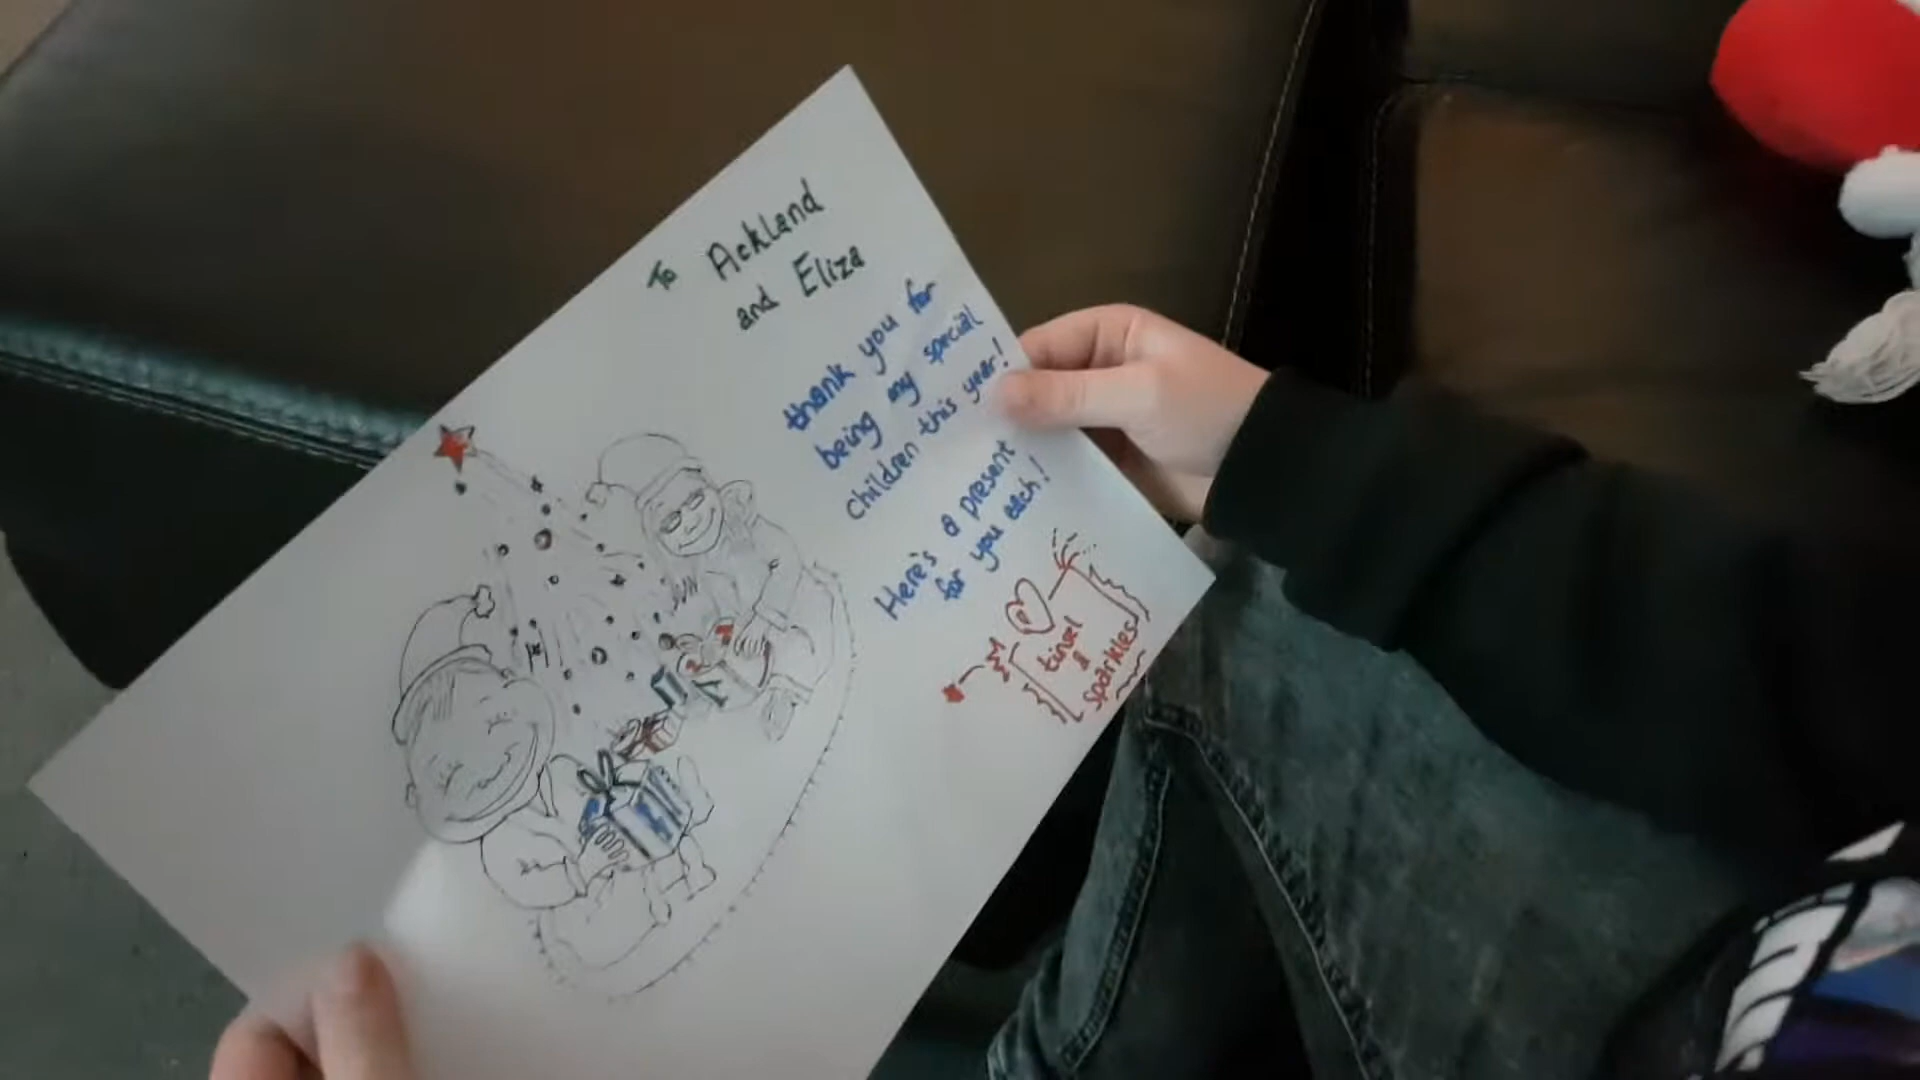 To Ackland
and Eliza
thank you for
being my special
children this year!
Here's a present
for you each!
tinsel
&
sparkles